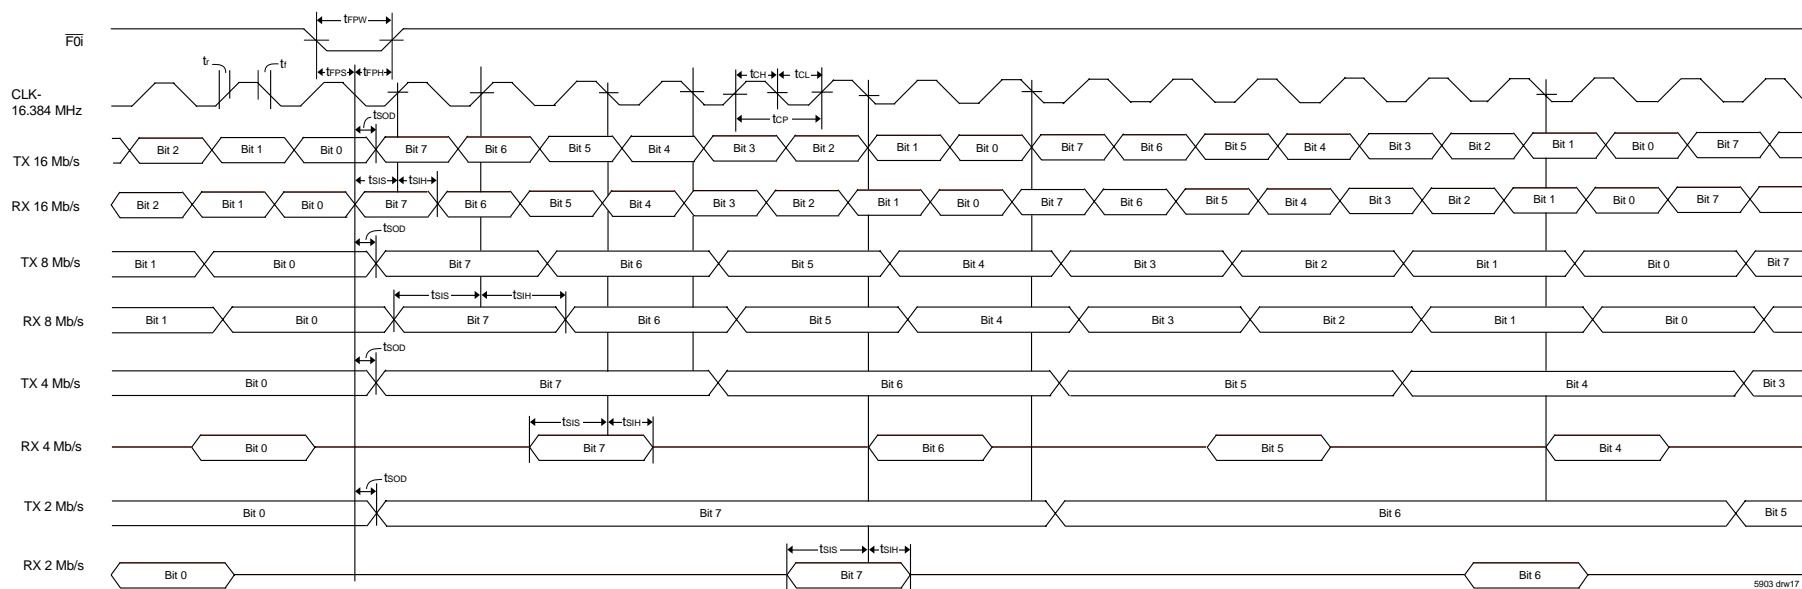 tFPW
F0i
tr
tf
tFPS
tFPH
tCH
tCL
CLK-
16.384 MHz
tCP
tSOD
TX 16 Mb/s
Bit 2 Bit 1 Bit 0 Bit 7 Bit 6 Bit 5 Bit 4 Bit 3 Bit 2 Bit 1 Bit 0 Bit 7 Bit 6 Bit 5 Bit 4 Bit 3 Bit 2 Bit 1 Bit 0 Bit 7
tSIS tSIH
RX 16 Mb/s
Bit 2 Bit 1 Bit 0 Bit 7 Bit 6 Bit 5 Bit 4 Bit 3 Bit 2 Bit 1 Bit 0 Bit 7 Bit 6 Bit 5 Bit 4 Bit 3 Bit 2 Bit 1 Bit 0 Bit 7
tSOD
TX 8 Mb/s
Bit 1 Bit 0 Bit 7 Bit 6 Bit 5 Bit 4 Bit 3 Bit 2 Bit 1 Bit 0 Bit 7
tSIS tSIH
RX 8 Mb/s
Bit 1 Bit 0 Bit 7 Bit 6 Bit 5 Bit 4 Bit 3 Bit 2 Bit 1 Bit 0
tSOD
TX 4 Mb/s
Bit 0 Bit 7 Bit 6 Bit 5 Bit 4 Bit 3
tSIS tSIH
RX 4 Mb/s
Bit 0 Bit 7 Bit 6 Bit 5 Bit 4
tSOD
TX 2 Mb/s
Bit 0 Bit 7 Bit 6 Bit 5
tSIS tSIH
RX 2 Mb/s
Bit 0 Bit 7 Bit 6
5903 drw17